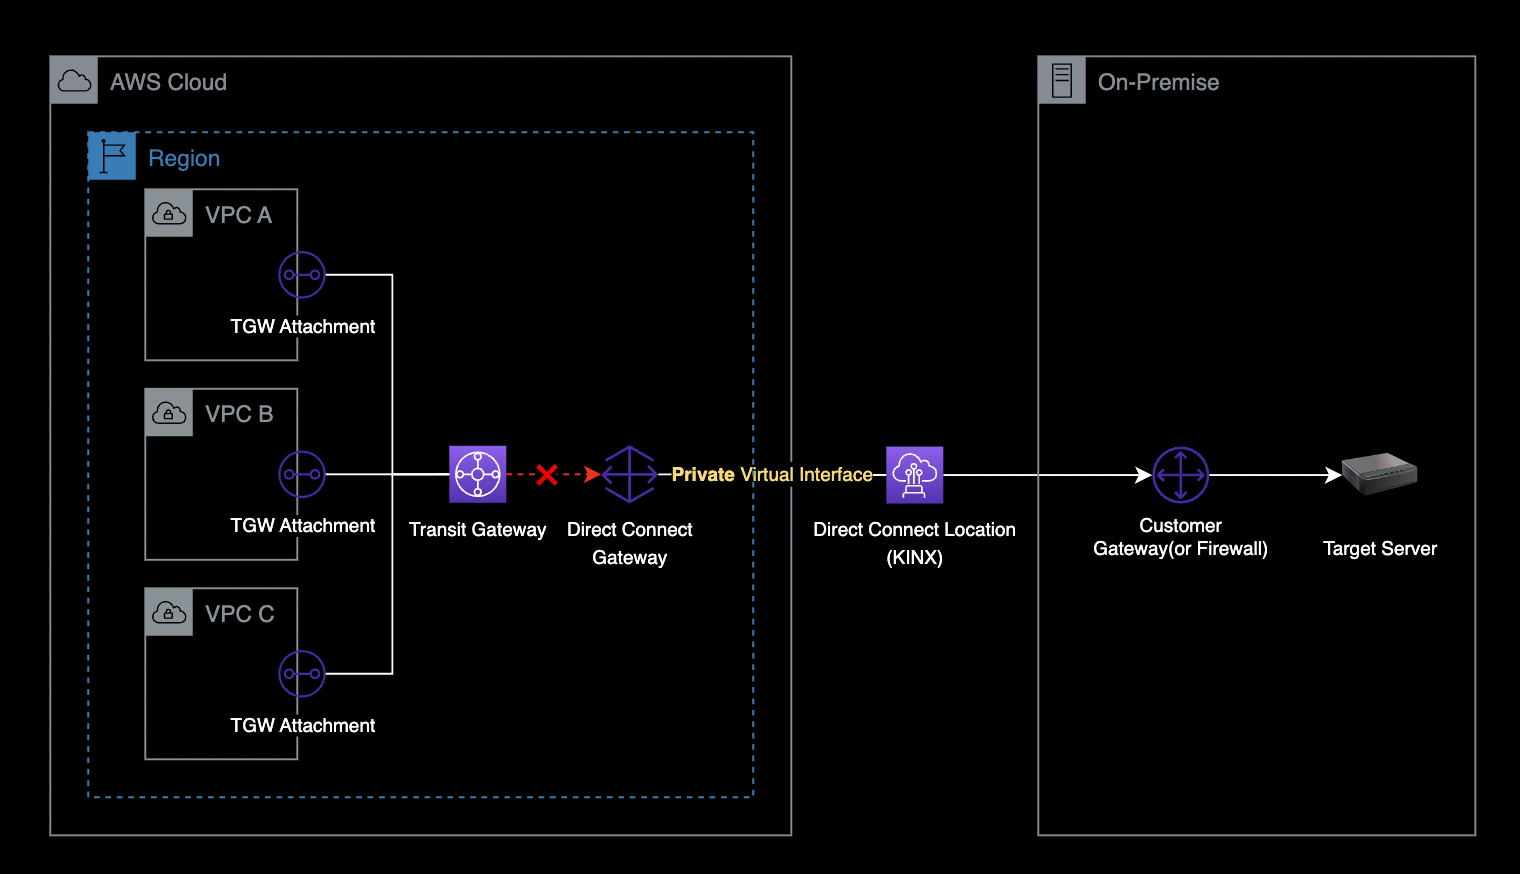 AWS Cloud
On-Premise
Region
VPC A
TGW Attachment
VPC B
TGW Attachment
Transit Gateway
Direct Connect
Gateway
Private Virtual Interface
Direct Connect Location
(KINX)
Customer
Gateway(or Firewall)
Target Server
VPC C
TGW Attachment